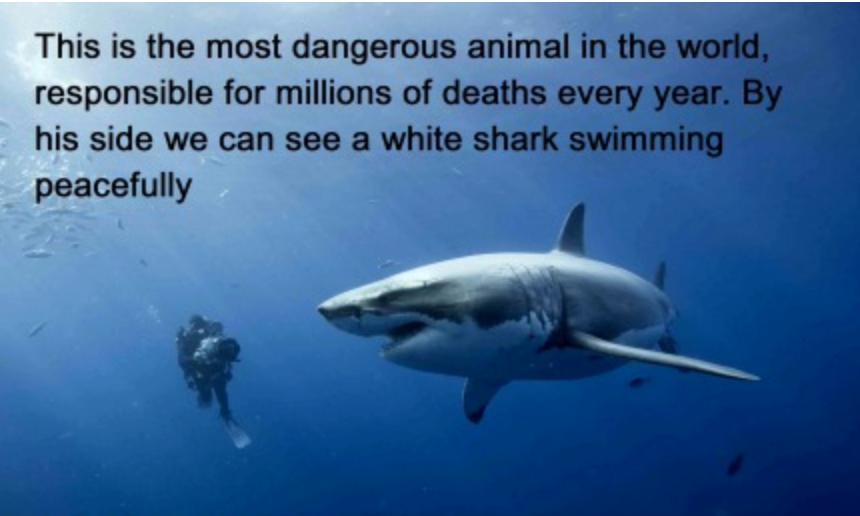 This is the most dangerous animal in the world,
responsible for millions of deaths every year. By
his side we can see a white shark swimming
peacefully